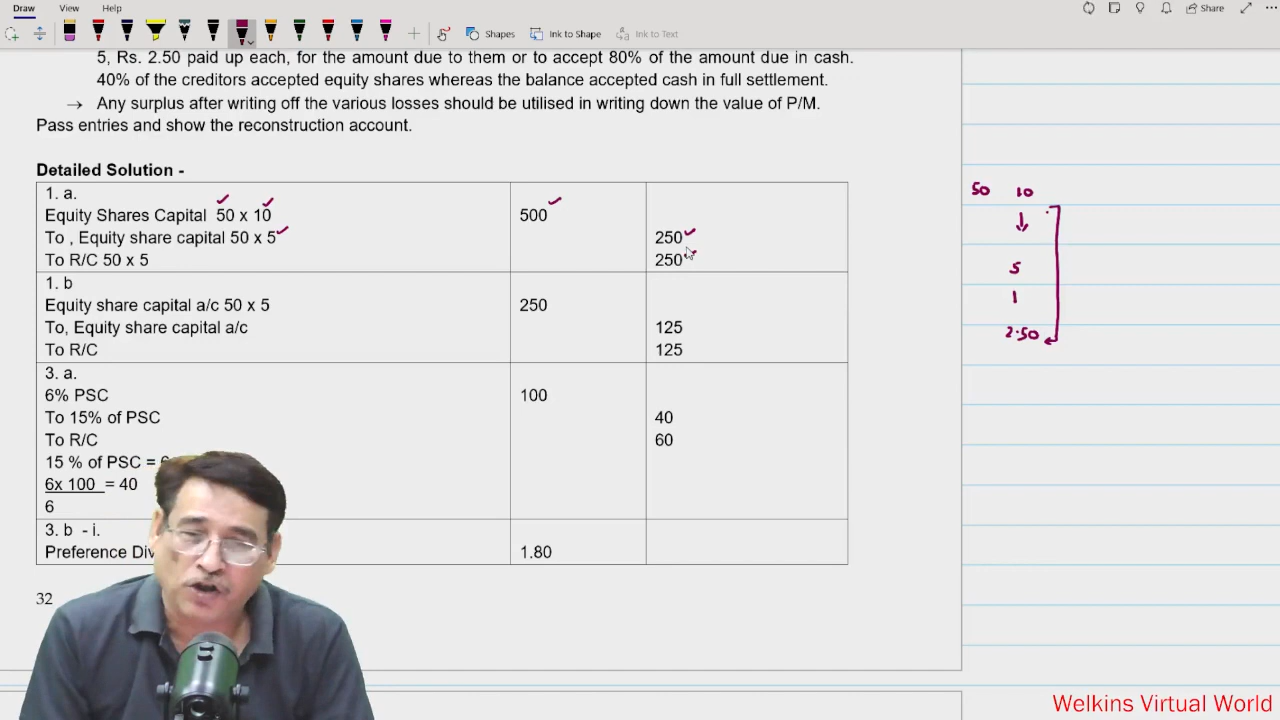 Draw View Help
Share
Shapes Ink to Shape Ink to Text
5, Rs. 2.50 paid up each, for the amount due to them or to accept 80% of the amount due in cash.
40% of the creditors accepted equity shares whereas the balance accepted cash in full settlement.
→ Any surplus after writing off the various losses should be utilised in writing down the value of P/M.
Pass entries and show the reconstruction account.
Detailed Solution -
1. a.
Equity Shares Capital 50 x 10 500
To , Equity share capital 50 x 5 250
To R/C 50 x 5 250
1. b
Equity share capital a/c 50 x 5 250
To, Equity share capital a/c 125
To R/C 125
3. a.
6% PSC 100
To 15% of PSC 40
To R/C 60
15 % of PSC =
6x 100 = 40
6
3. b - i.
Preference Div 1.80
32
50 10
5
1
2.50
Welkins Virtual World